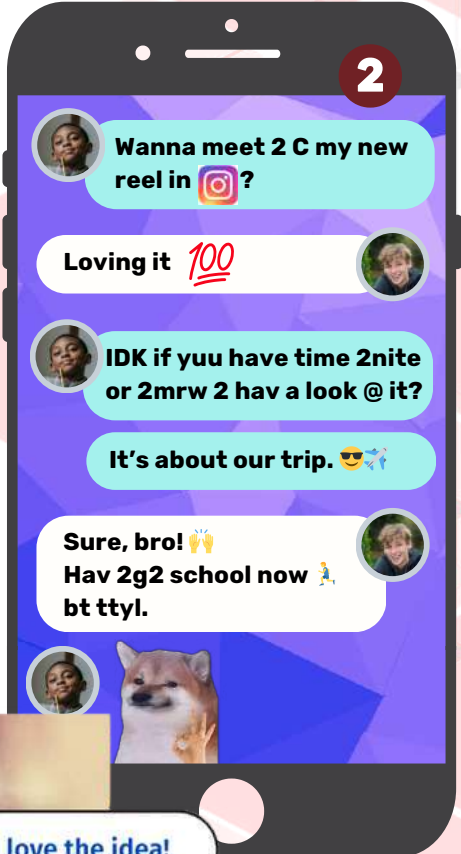 2
Wanna meet 2 C my new
reel in ?
Loving it 💯
IDK if yuu have time 2nite
or 2mrw 2 hav a look @ it?
It’s about our trip. 😎✈️
Sure, bro! 🙌
Hav 2g2 school now 🏃
bt ttyl.
love the idea!